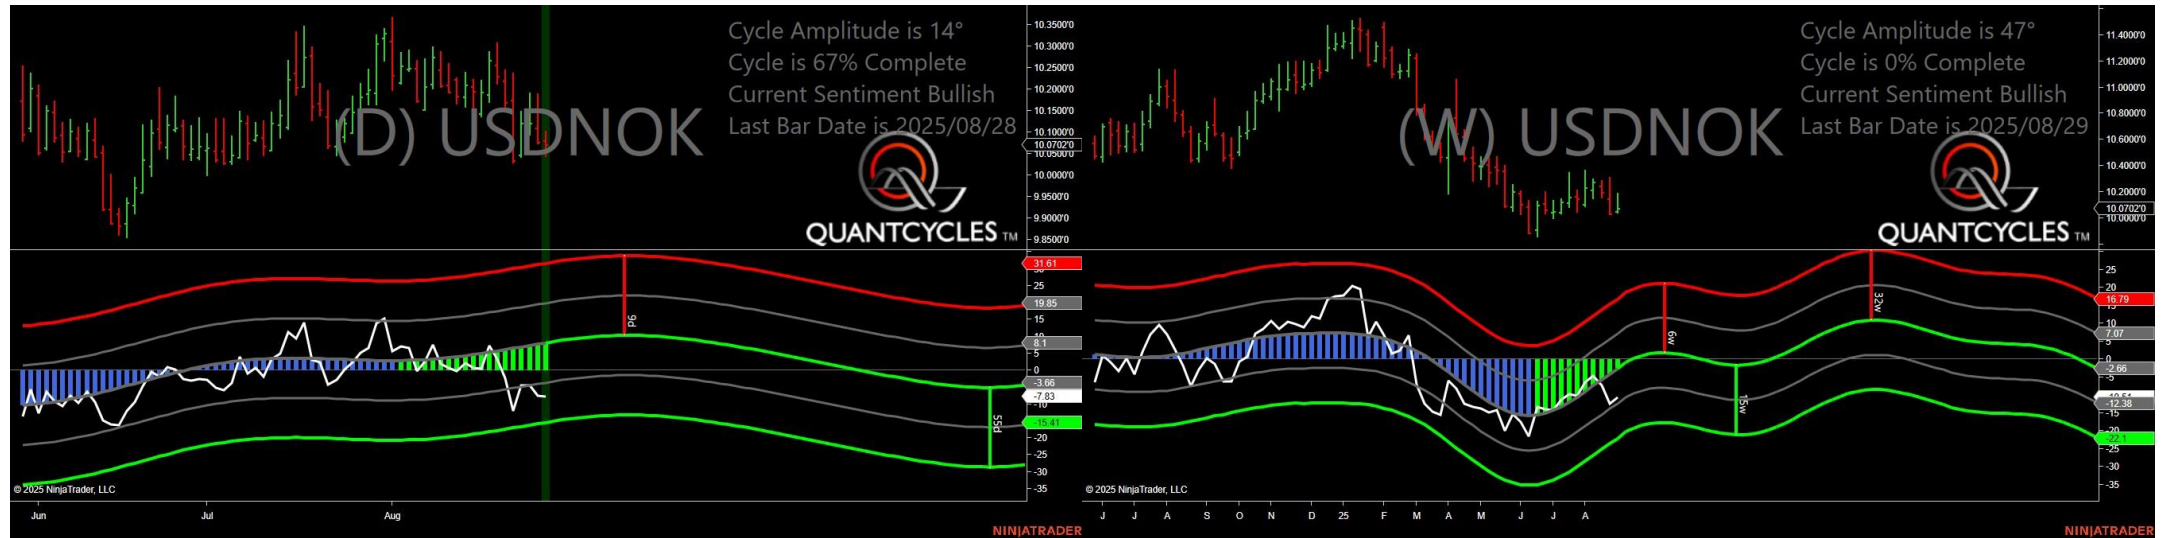 Cycle Amplitude is 14°
Cycle is 67% Complete
Current Sentiment Bullish
Last Bar Date is 2025/08/28
(D) USDNOK
QUANTCYCLES TM
10.3500'0
10.3000'0
10.2500'0
10.2000'0
10.1500'0
10.1000'0
10.0702'0
10.0500'0
10.0000'0
9.9500'0
9.9000'0
9.8500'0
31.61
30
25
19.85
15
10
8.1
5
0
-3.66
-7.83
-10
-15.41
-20
-25
-30
-35
9d
55d
© 2025 NinjaTrader, LLC
Jun Jul Aug
NINJATRADER
Cycle Amplitude is 47°
Cycle is 0% Complete
Current Sentiment Bullish
Last Bar Date is 2025/08/29
(W) USDNOK
QUANTCYCLES TM
11.4000'0
11.2000'0
11.0000'0
10.8000'0
10.6000'0
10.4000'0
10.2000'0
10.0702'0
10.0000'0
25
20
16.79
15
10
7.07
5
0
-2.66
-5
-12.38
-15
-20
-22.1
-25
-30
-35
6w
15w
32w
© 2025 NinjaTrader, LLC
J J A S O N D 25 F M A M J J A
NINJATRADER